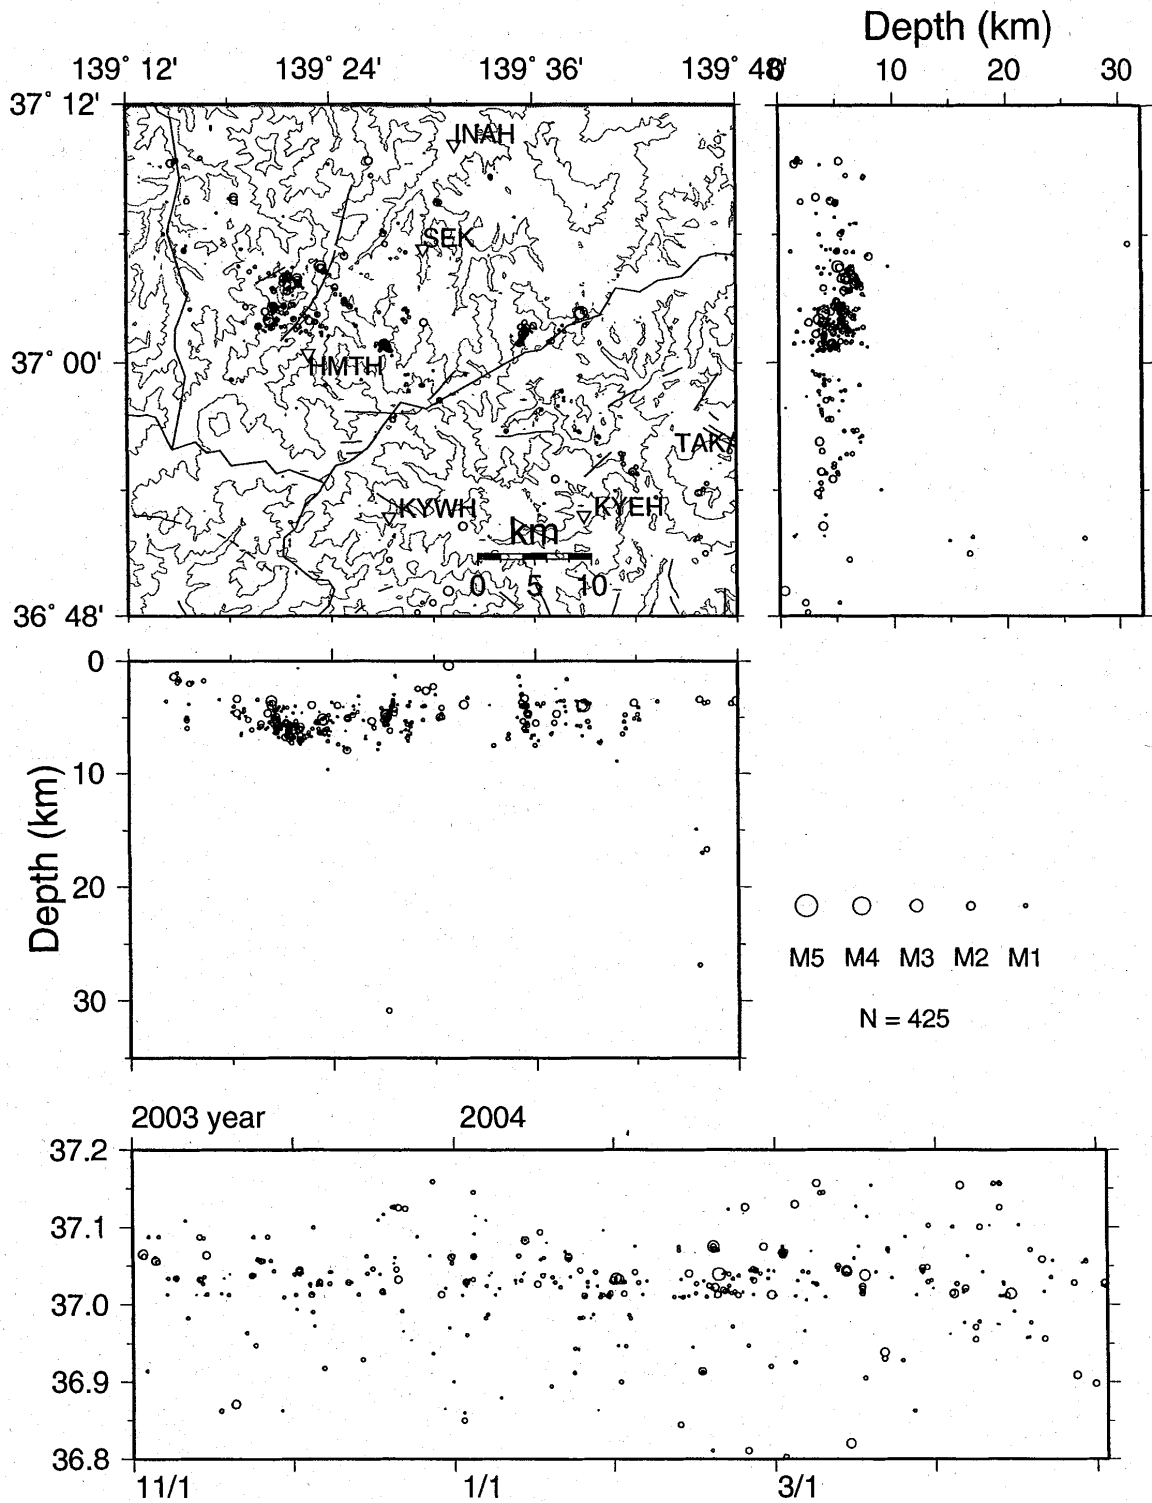 Depth (km)
139° 12' 139° 24' 139° 36' 139° 48' 0 10 20 30
37° 12'
INAH
SEK
37° 00'
HMTH
TAKA
KYWH KYEH
km
0 5 10
36° 48'
0
10
20
30
Depth (km)
M5 M4 M3 M2 M1
N = 425
2003 year 2004
37.2
37.1
37.0
36.9
36.8
11/1 1/1 3/1